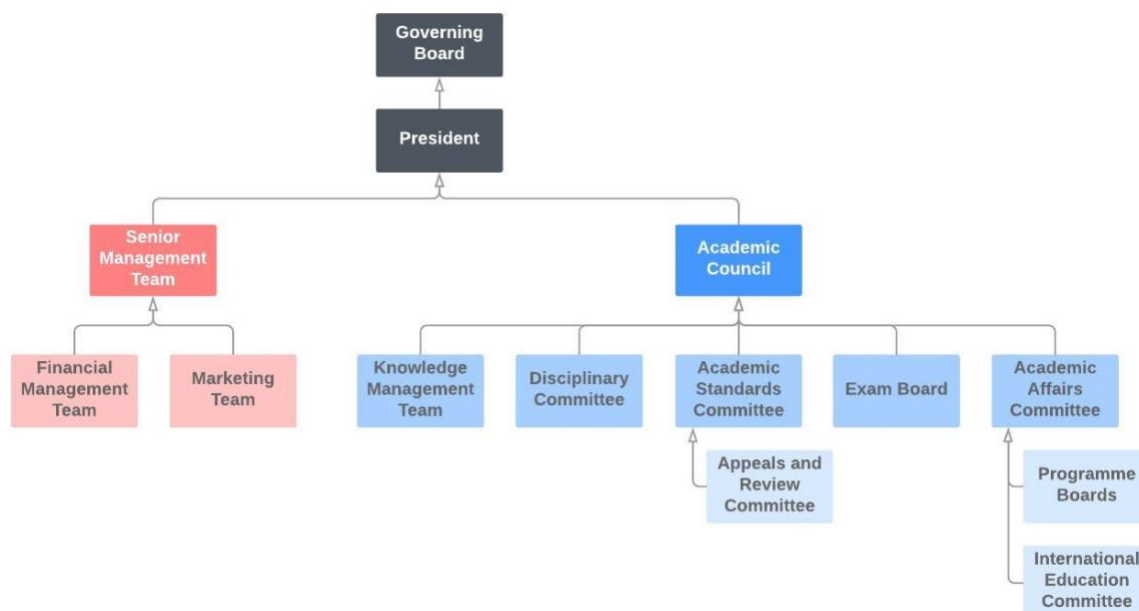 Governing
Board
President
Senior
Management
Team
Academic
Council
Financial
Management
Team
Marketing
Team
Knowledge
Management
Team
Disciplinary
Committee
Academic
Standards
Committee
Exam Board
Academic
Affairs
Committee
Appeals and
Review
Committee
Programme
Boards
International
Education
Committee